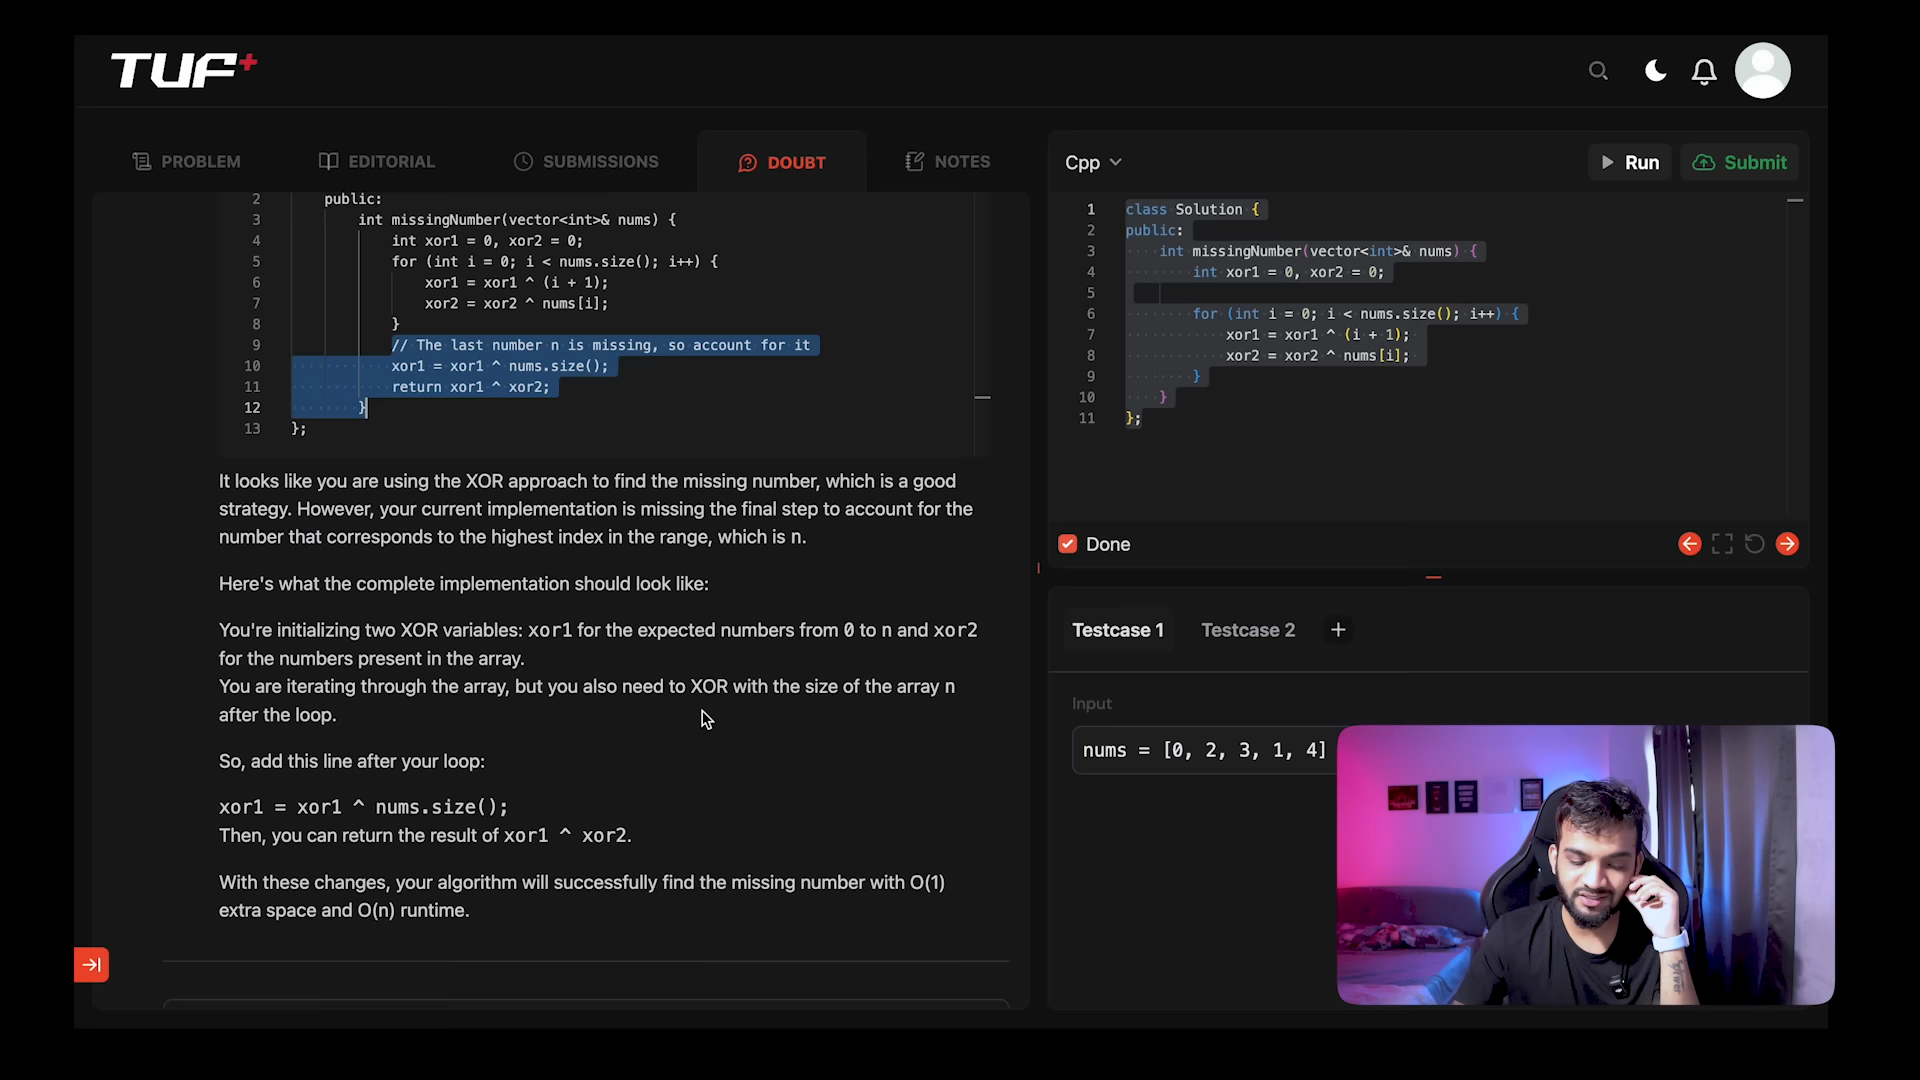 TUF+
PROBLEM
EDITORIAL
SUBMISSIONS
DOUBT
NOTES
2 public:
3 int missingNumber(vector<int>& nums) {
4 int xor1 = 0, xor2 = 0;
5 for (int i = 0; i < nums.size(); i++) {
6 xor1 = xor1 ^ (i + 1);
7 xor2 = xor2 ^ nums[i];
8 }
9 // The last number n is missing, so account for it
10 xor1 = xor1 ^ nums.size();
11 return xor1 ^ xor2;
12 }
13 };
It looks like you are using the XOR approach to find the missing number, which is a good
strategy. However, your current implementation is missing the final step to account for the
number that corresponds to the highest index in the range, which is n.
Here's what the complete implementation should look like:
You're initializing two XOR variables: xor1 for the expected numbers from 0 to n and xor2
for the numbers present in the array.
You are iterating through the array, but you also need to XOR with the size of the array n
after the loop.
So, add this line after your loop:
xor1 = xor1 ^ nums.size();
Then, you can return the result of xor1 ^ xor2.
With these changes, your algorithm will successfully find the missing number with O(1)
extra space and O(n) runtime.
Cpp
Run
Submit
1 class Solution {
2 public:
3 int missingNumber(vector<int>& nums) {
4 int xor1 = 0, xor2 = 0;
5
6 for (int i = 0; i < nums.size(); i++) {
7 xor1 = xor1 ^ (i + 1);
8 xor2 = xor2 ^ nums[i];
9 }
10 }
11 };
Done
Testcase 1
Testcase 2
+
Input
nums = [0, 2, 3, 1, 4]